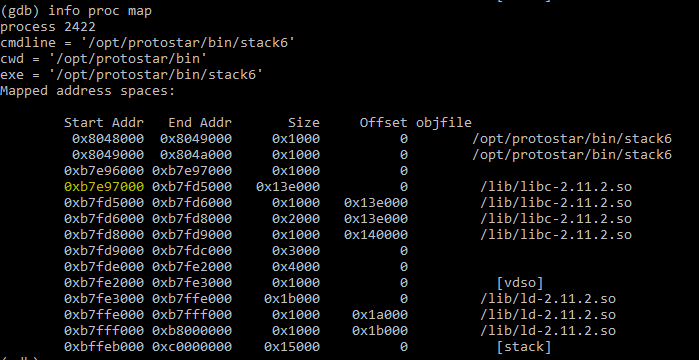 (gdb) info proc map
process 2422
cmdline = '/opt/protostar/bin/stack6'
cwd = '/opt/protostar/bin'
exe = '/opt/protostar/bin/stack6'
Mapped address spaces:
Start Addr End Addr Size Offset objfile
0x8048000 0x8049000 0x1000 0 /opt/protostar/bin/stack6
0x8049000 0x804a000 0x1000 0 /opt/protostar/bin/stack6
0xb7e96000 0xb7e97000 0x1000 0
0xb7e97000 0xb7fd5000 0x13e000 0 /lib/libc-2.11.2.so
0xb7fd5000 0xb7fd6000 0x1000 0x13e000 /lib/libc-2.11.2.so
0xb7fd6000 0xb7fd8000 0x2000 0x13e000 /lib/libc-2.11.2.so
0xb7fd8000 0xb7fd9000 0x1000 0x140000 /lib/libc-2.11.2.so
0xb7fd9000 0xb7fdc000 0x3000 0
0xb7fde000 0xb7fe2000 0x4000 0
0xb7fe2000 0xb7fe3000 0x1000 0 [vdso]
0xb7fe3000 0xb7ffe000 0x1b000 0 /lib/ld-2.11.2.so
0xb7ffe000 0xb7fff000 0x1000 0x1a000 /lib/ld-2.11.2.so
0xb7fff000 0xb8000000 0x1000 0x1b000 /lib/ld-2.11.2.so
0xbffeb000 0xc0000000 0x15000 0 [stack]